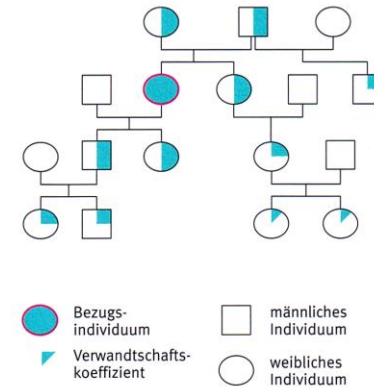 Bezugs-
individuum
Verwandtschafts-
koeffizient
männliches
Individuum
weibliches
Individuum